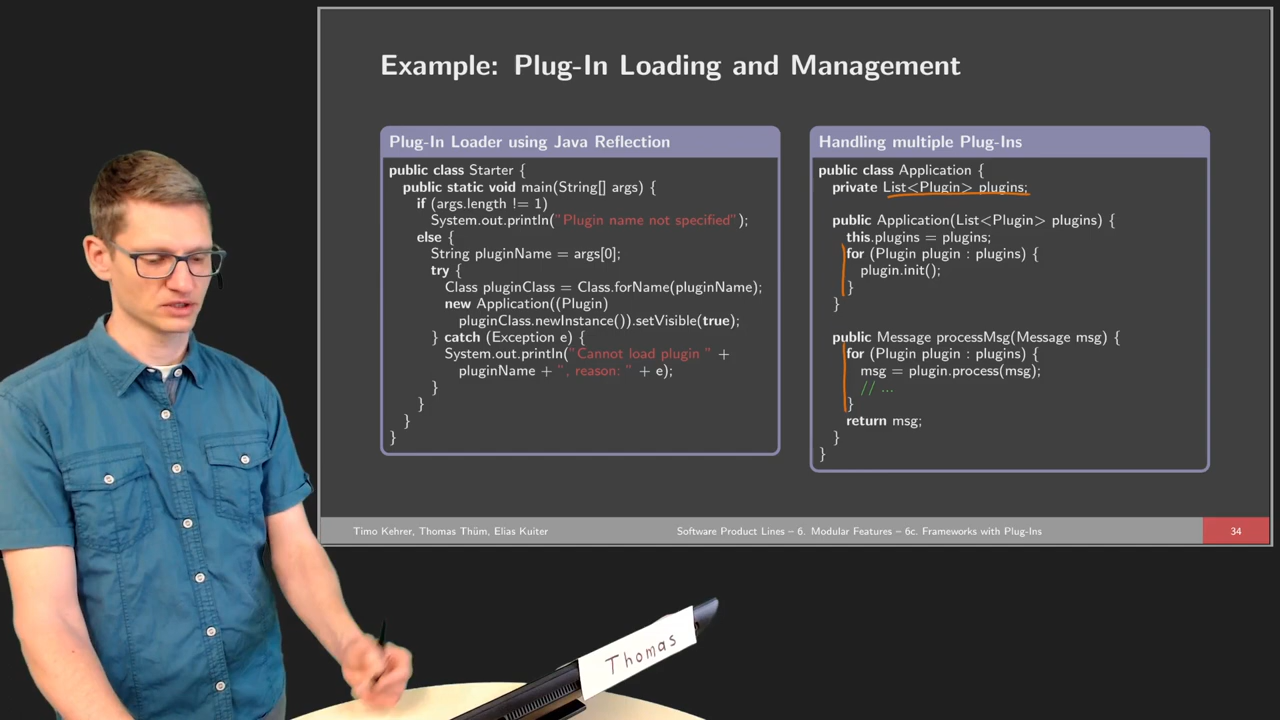 Example: Plug-In Loading and Management
Plug-In Loader using Java Reflection
public class Starter {
public static void main(String[] args) {
if (args.length != 1)
System.out.println("Plugin name not specified");
else {
String pluginName = args[0];
try {
Class pluginClass = Class.forName(pluginName);
new Application((Plugin)
pluginClass.newInstance()).setVisible(true);
} catch (Exception e) {
System.out.println("Cannot load plugin " +
pluginName + ", reason: " + e);
}
}
}
}
Handling multiple Plug-Ins
public class Application {
private List<Plugin> plugins;
public Application(List<Plugin> plugins) {
this.plugins = plugins;
for (Plugin plugin : plugins) {
plugin.init();
}
}
public Message processMsg(Message msg) {
for (Plugin plugin : plugins) {
msg = plugin.process(msg);
// ...
}
return msg;
}
}
Timo Kehrer, Thomas Thüm, Elias Kuiter
Software Product Lines – 6. Modular Features – 6c. Frameworks with Plug-Ins
34
Thomas